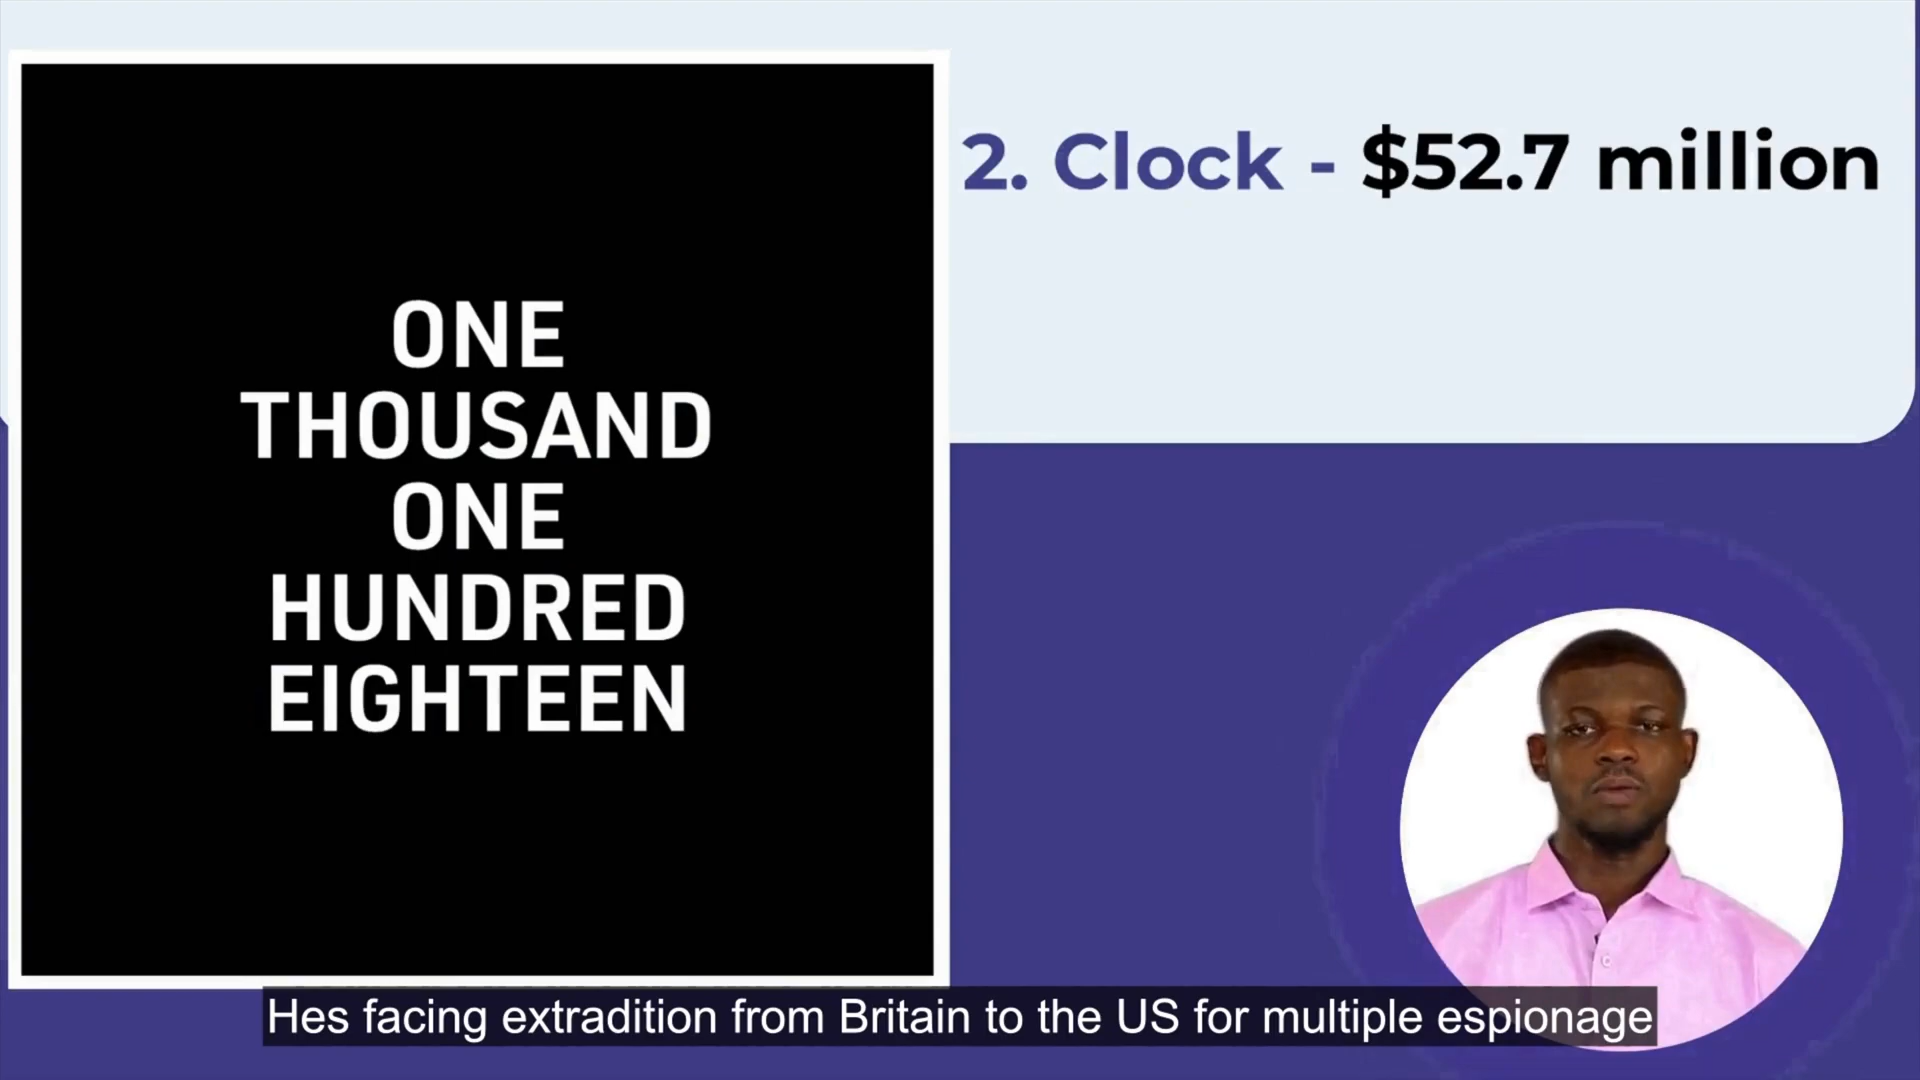 2. Clock - $52.7 million
ONE
THOUSAND
ONE
HUNDRED
EIGHTEEN
Hes facing extradition from Britain to the US for multiple espionage